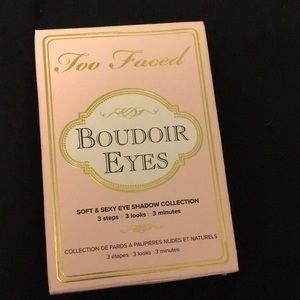 Too Faced
BOUDOIR
EYES
SOFT & SEXY EYE SHADOW COLLECTION
3 steps : 3 looks : 3 minutes
COLLECTION DE FARDS À PAUPIÈRES NUDES ET NATURELS
3 étapes : 3 looks : 3 minutes